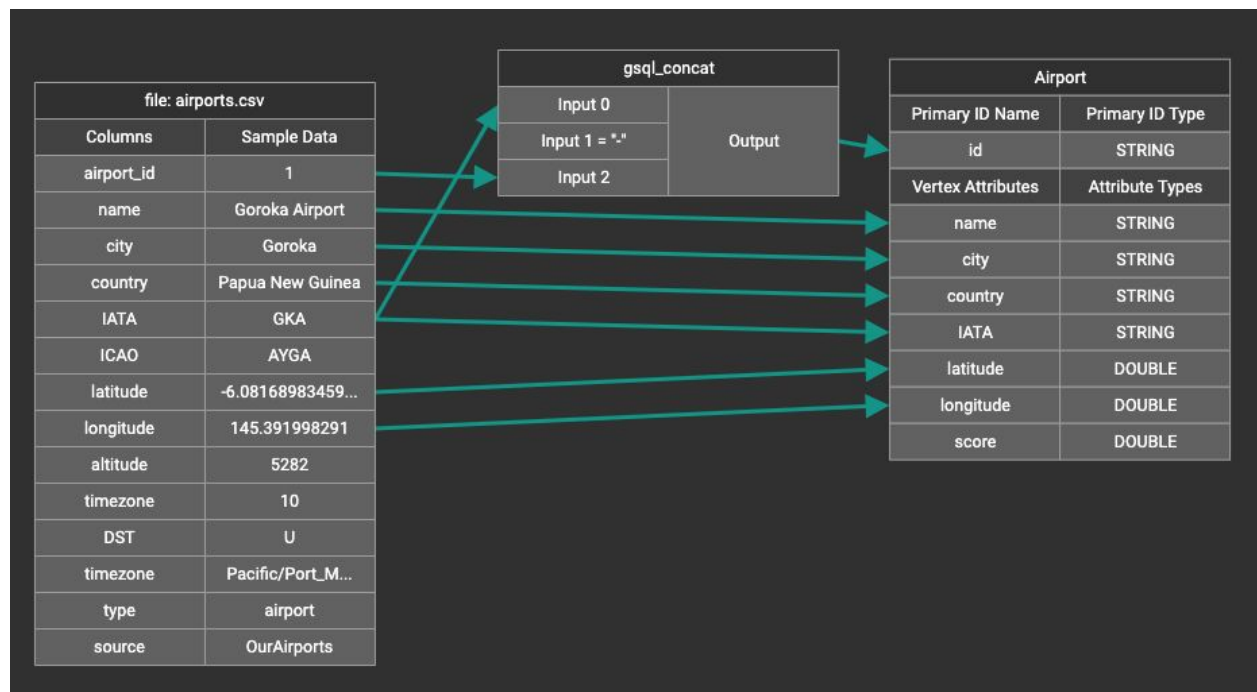 file: airports.csv
Columns Sample Data
airport_id 1
name Goroka Airport
city Goroka
country Papua New Guinea
IATA GKA
ICAO AYGA
latitude -6.08168983459...
longitude 145.391998291
altitude 5282
timezone 10
DST U
timezone Pacific/Port_M...
type airport
source OurAirports
gsql_concat
Input 0
Input 1 = "-"
Input 2
Output
Airport
Primary ID Name Primary ID Type
id STRING
Vertex Attributes Attribute Types
name STRING
city STRING
country STRING
IATA STRING
latitude DOUBLE
longitude DOUBLE
score DOUBLE